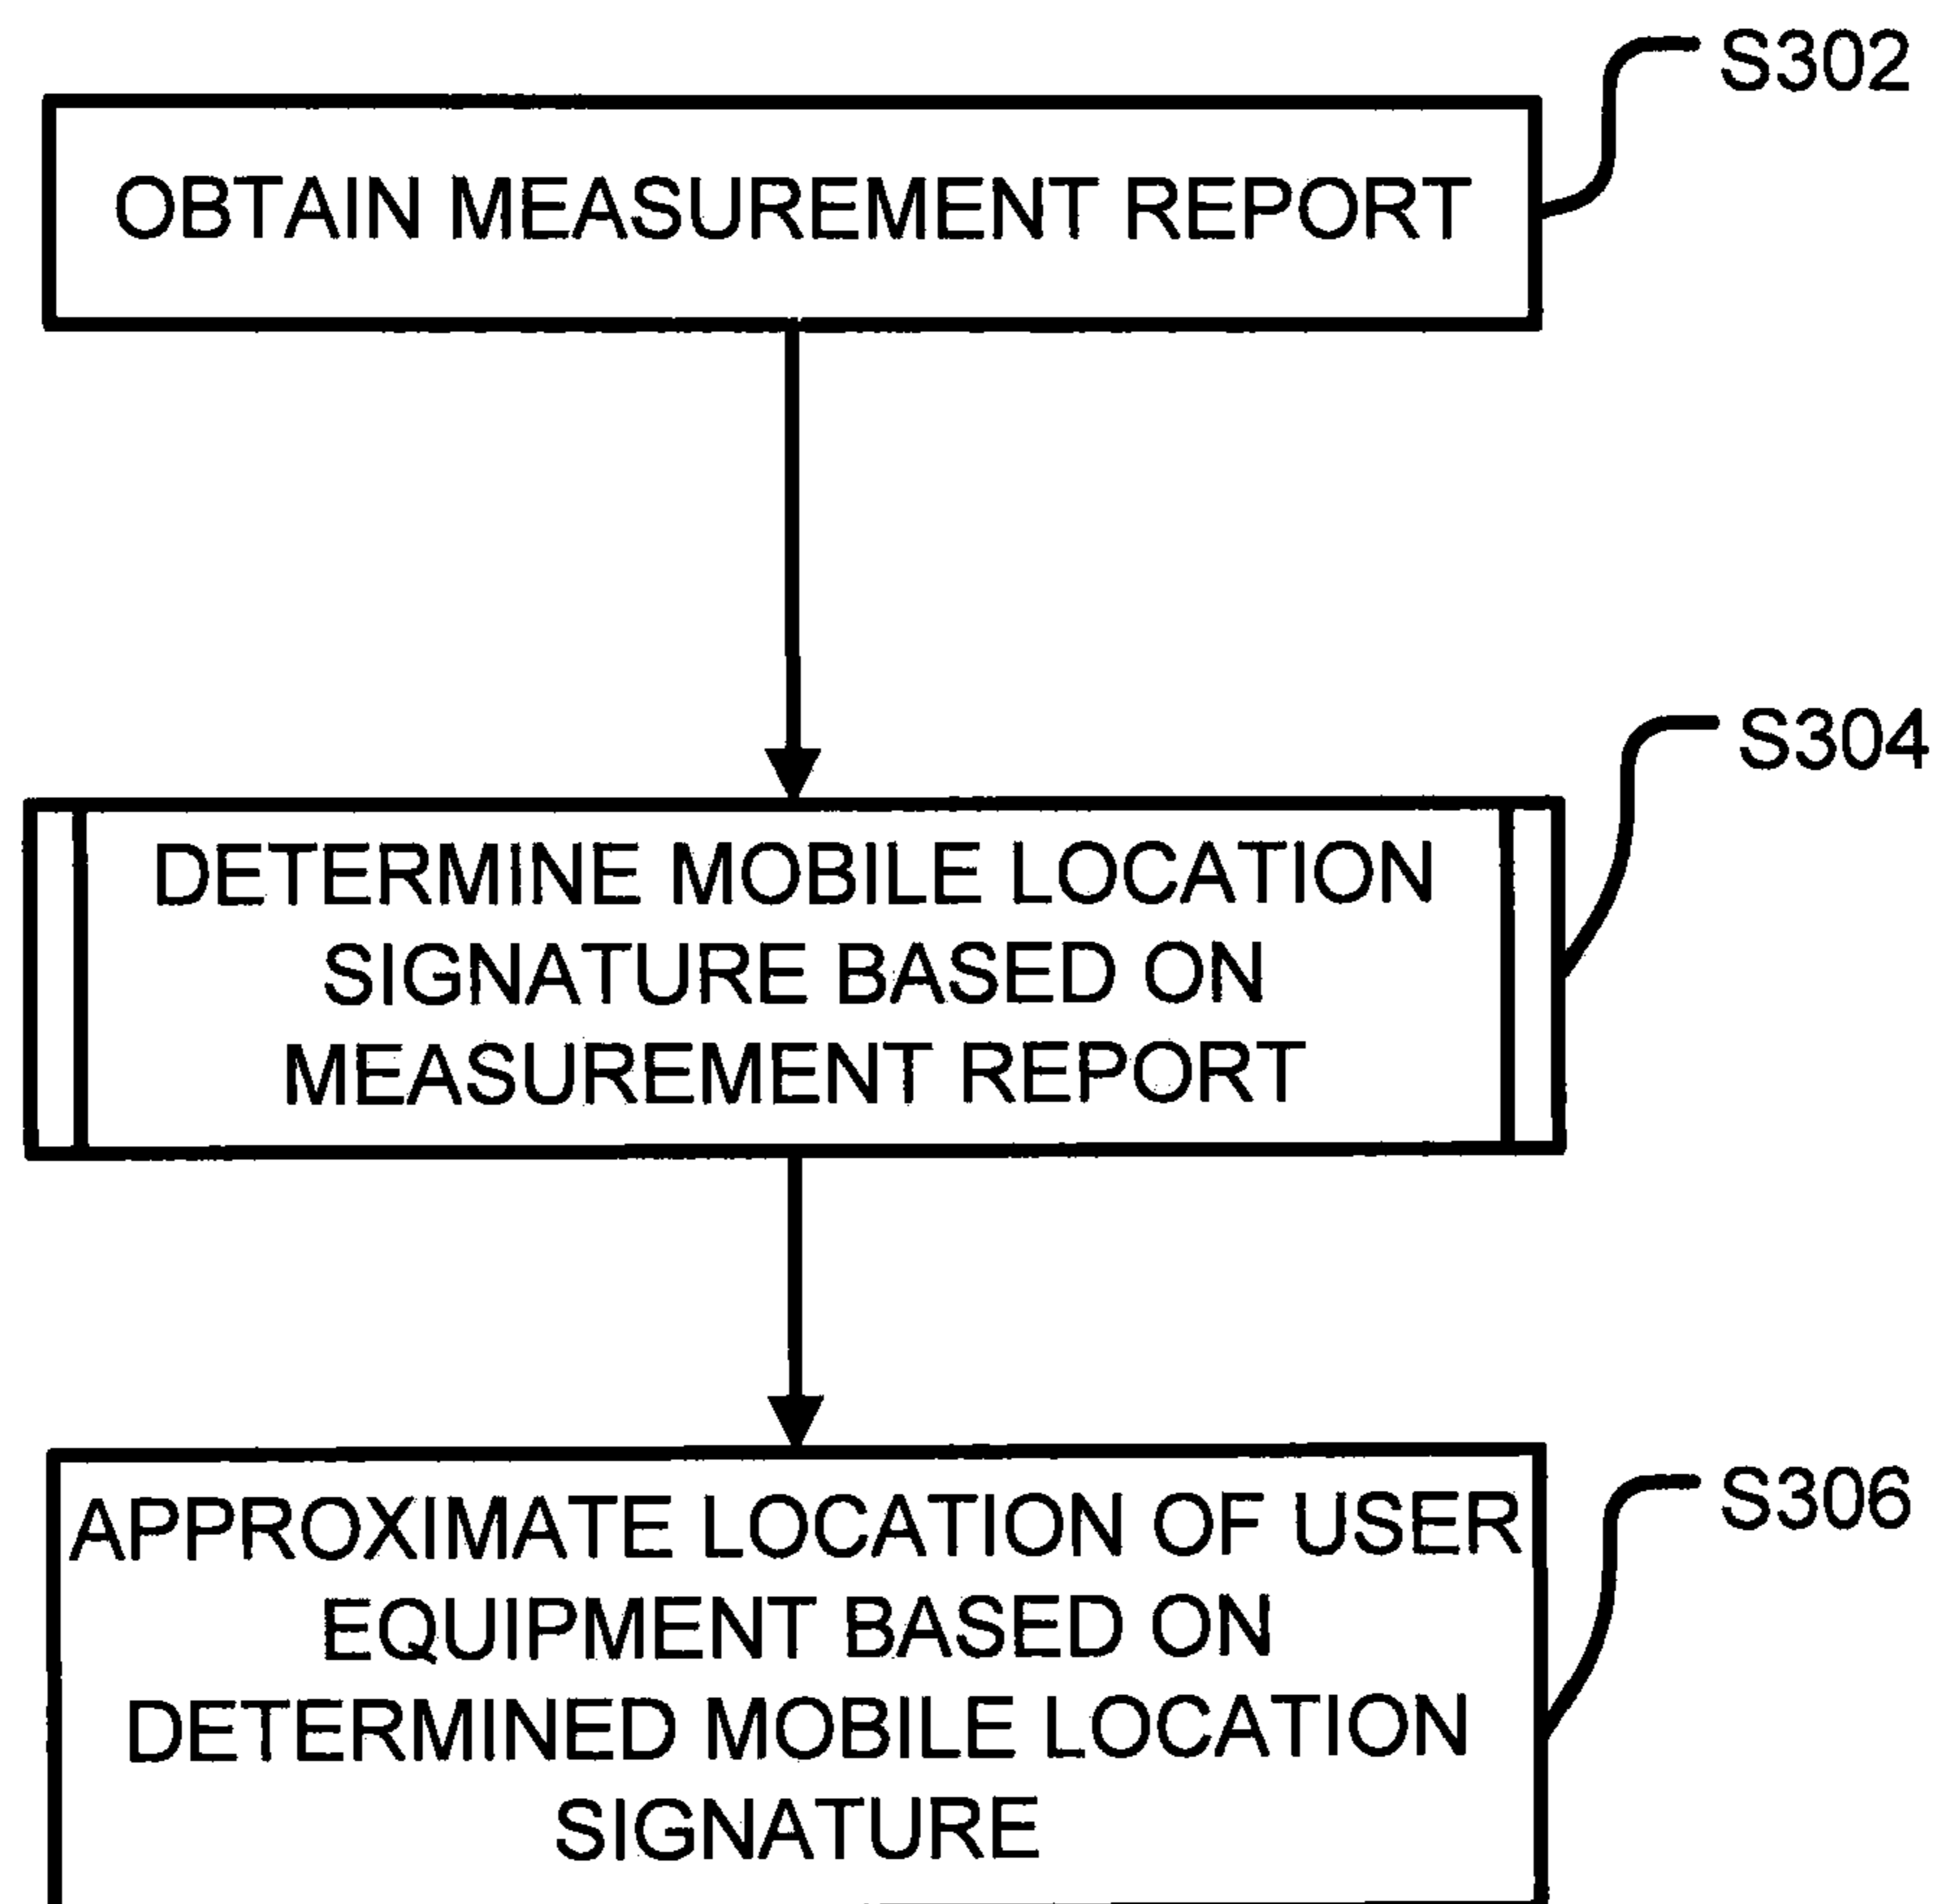 S302
OBTAIN MEASUREMENT REPORT
S304
DETERMINE MOBILE LOCATION
SIGNATURE BASED ON
MEASUREMENT REPORT
S306
APPROXIMATE LOCATION OF USER
EQUIPMENT BASED ON
DETERMINED MOBILE LOCATION
SIGNATURE